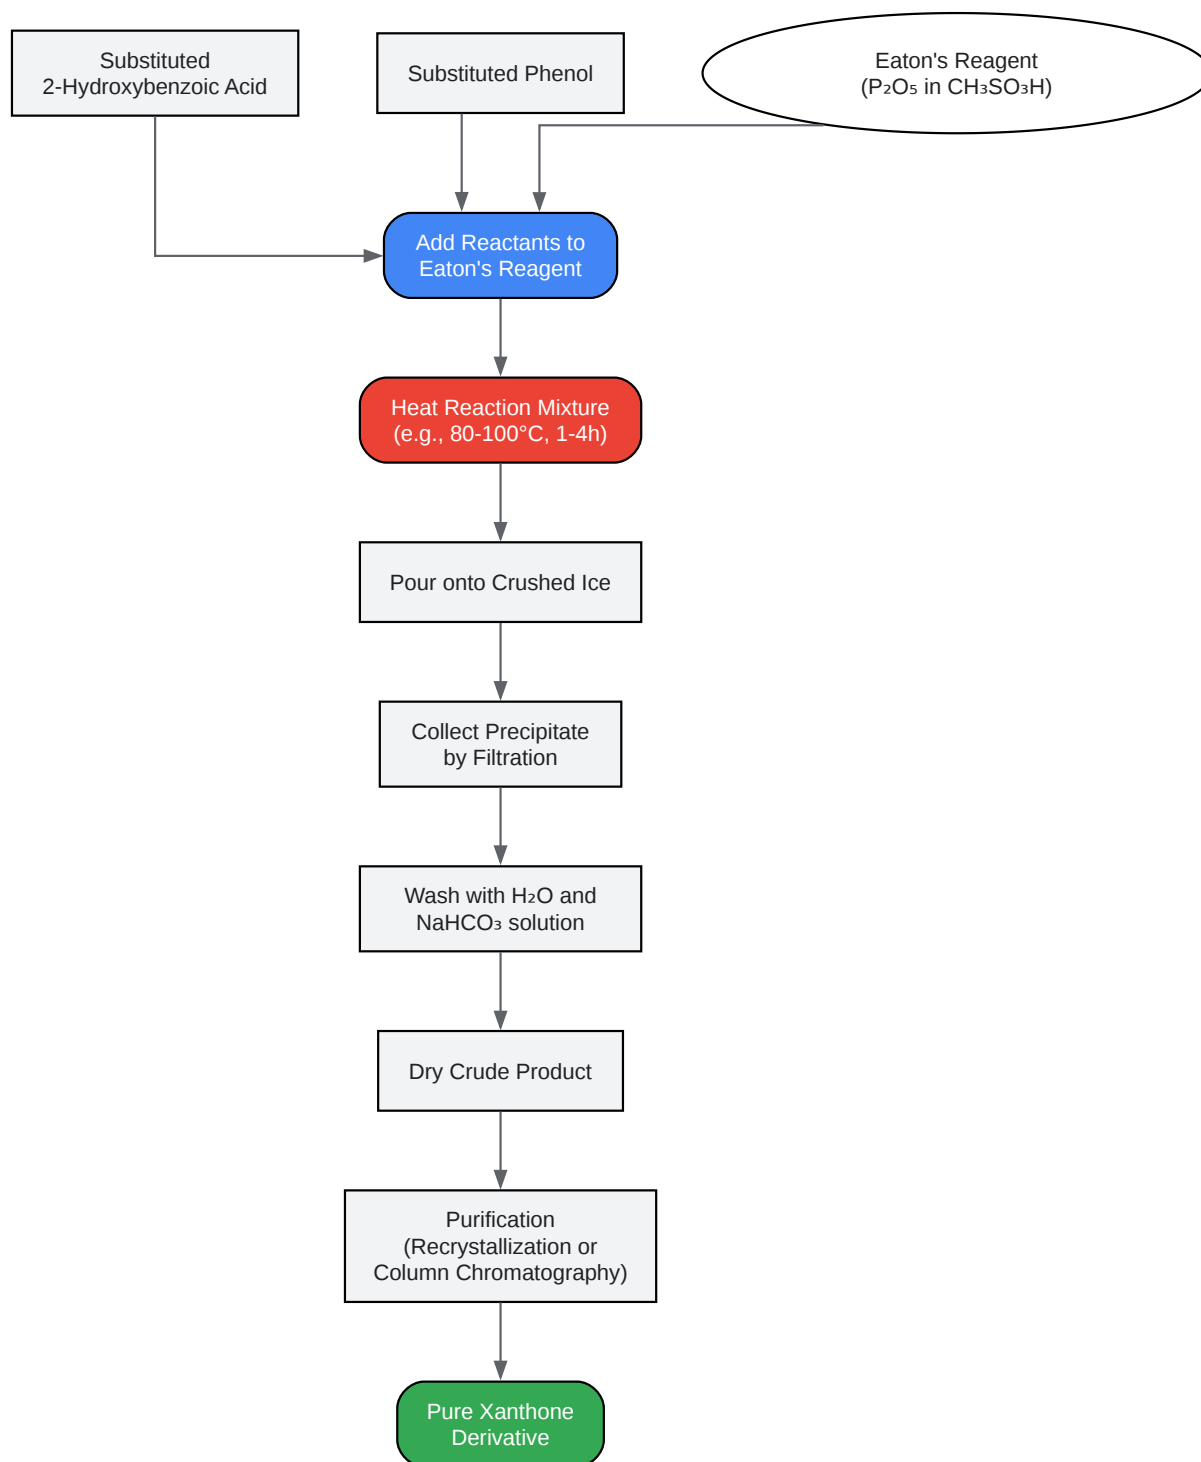 Substituted
2-Hydroxybenzoic Acid
Substituted Phenol
Eaton's Reagent
(P₂O₅ in CH₃SO₃H)
Add Reactants to
Eaton's Reagent
Heat Reaction Mixture
(e.g., 80-100°C, 1-4h)
Pour onto Crushed Ice
Collect Precipitate
by Filtration
Wash with H₂O and
NaHCO₃ solution
Dry Crude Product
Purification
(Recrystallization or
Column Chromatography)
Pure Xanthone
Derivative